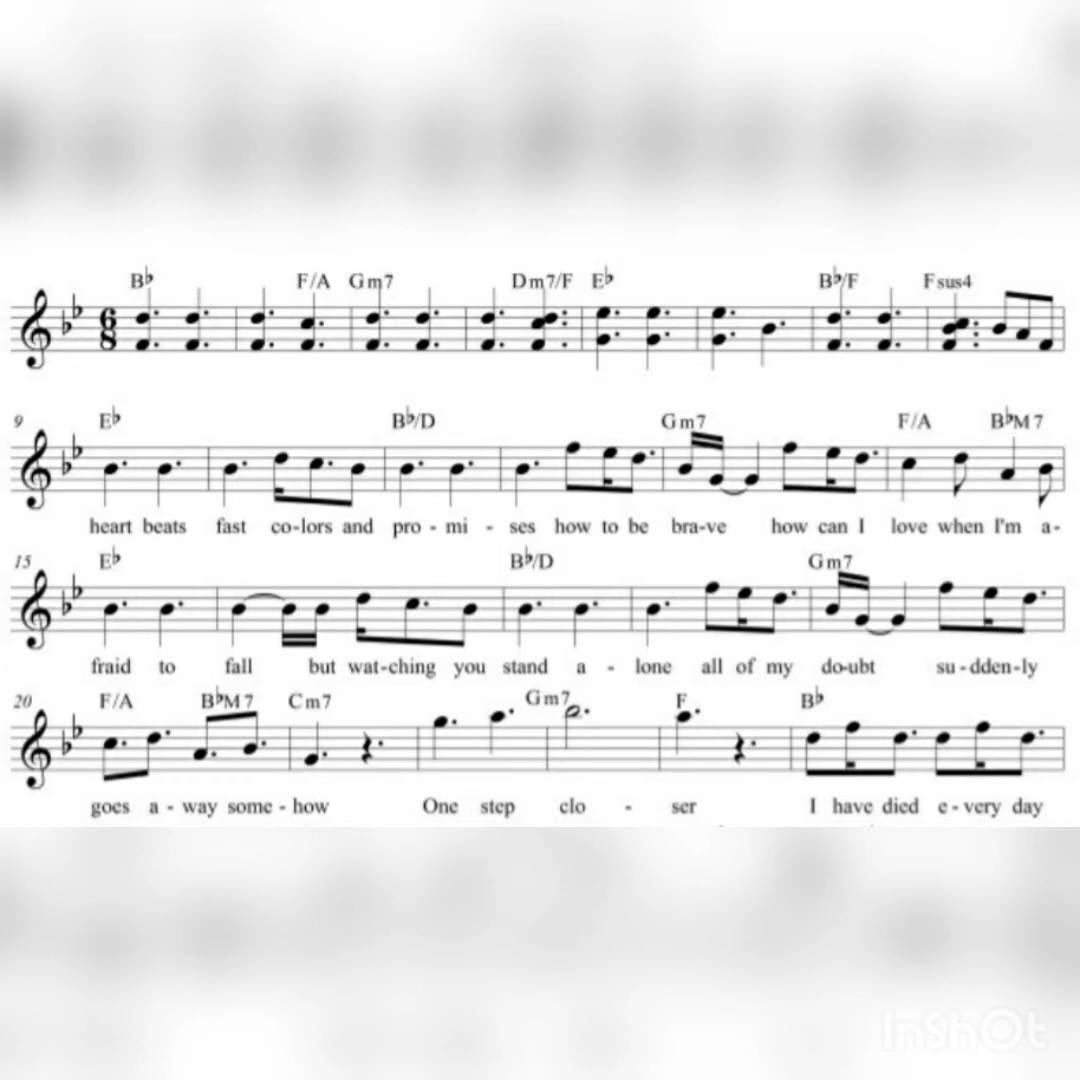 B♭ F/A Gm7 Dm7/F E♭ B♭/F Fsus4
6
8
9 E♭ B♭/D Gm7 F/A B♭M7
heart beats fast co-lors and pro - mi - ses how to be bra-ve how can I love when I'm a-
15 E♭ B♭/D Gm7
fraid to fall but wat-ching you stand a - lone all of my do-ubt su-dden-ly
20 F/A B♭M7 Cm7 Gm7 F B♭
goes a - way some - how One step clo - ser I have died e - very day
InShOt